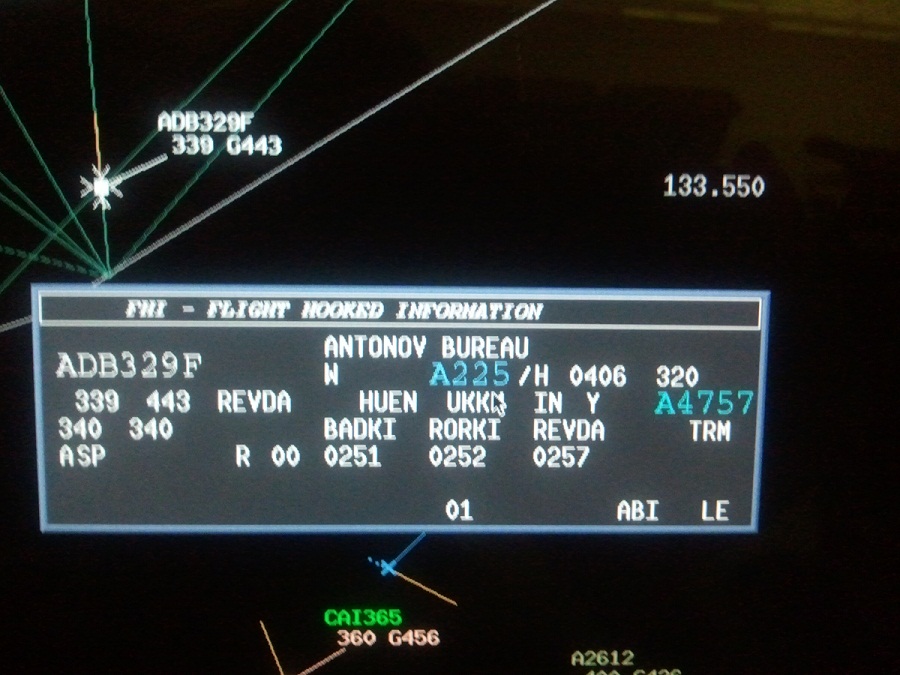 ADB329F
339 G443
133.550
FHI - FLIGHT HOOKED INFORMATION
ANTONOV BUREAU
ADB329F W A225 /H 0406 320
339 443 REVDA HUEN UKKM IN Y A4757
340 340 BADKI RORKI REVDA TRM
ASP R 00 0251 0252 0257
01 ABI LE
CAI365
360 G456
A2612